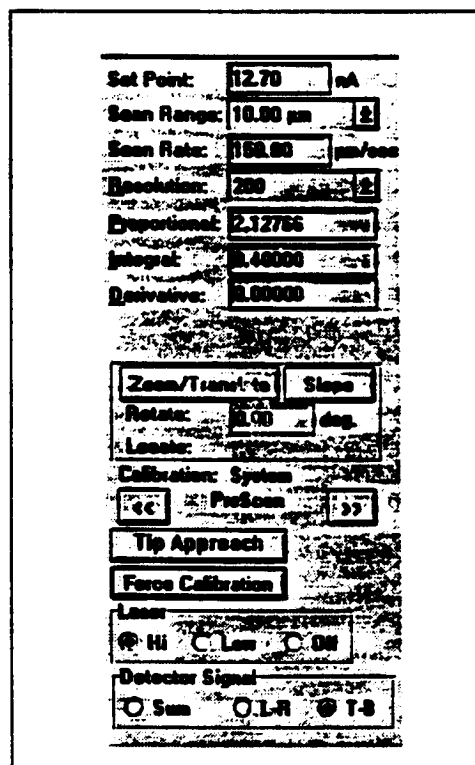 Set Point: 12.70 nA
Scan Range: 10.00 µm
Scan Rate: 150.00 µm/sec
Resolution: 200
Proportional: 2.12766
Integral: 0.40000
Derivative: 0.00000
Zoom/Translate Slope
Rotate: 0.00 deg.
Locate:
Calibration: System
<< PreScan >>
Tip Approach
Force Calibration
Laser
Hi Low Off
Detector Signal
Sum L-R T-B